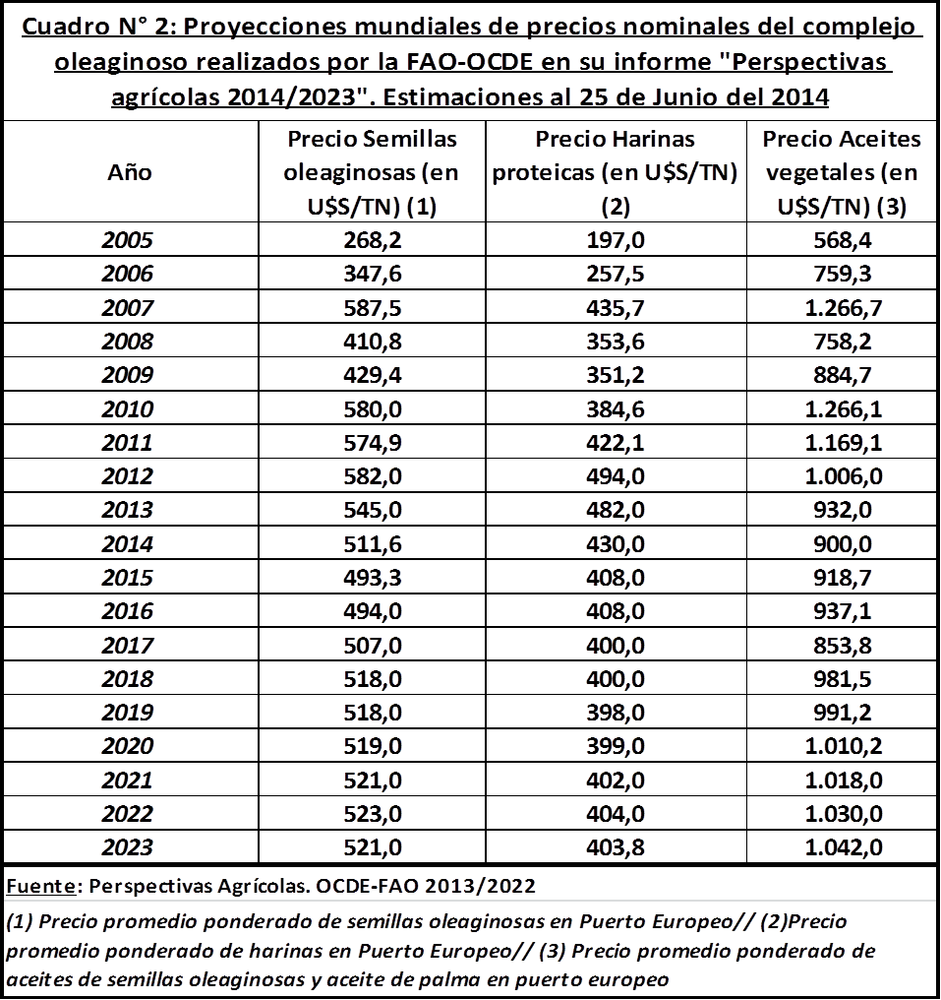 Cuadro N° 2: Proyecciones mundiales de precios nominales del complejo
oleaginoso realizados por la FAO-OCDE en su informe "Perspectivas
agrícolas 2014/2023". Estimaciones al 25 de Junio del 2014
Año
Precio Semillas
oleaginosas (en
U$S/TN) (1)
Precio Harinas
proteicas (en U$S/TN)
(2)
Precio Aceites
vegetales (en
U$S/TN) (3)
2005 268,2 197,0 568,4
2006 347,6 257,5 759,3
2007 587,5 435,7 1.266,7
2008 410,8 353,6 758,2
2009 429,4 351,2 884,7
2010 580,0 384,6 1.266,1
2011 574,9 422,1 1.169,1
2012 582,0 494,0 1.006,0
2013 545,0 482,0 932,0
2014 511,6 430,0 900,0
2015 493,3 408,0 918,7
2016 494,0 408,0 937,1
2017 507,0 400,0 853,8
2018 518,0 400,0 981,5
2019 518,0 398,0 991,2
2020 519,0 399,0 1.010,2
2021 521,0 402,0 1.018,0
2022 523,0 404,0 1.030,0
2023 521,0 403,8 1.042,0
Fuente: Perspectivas Agrícolas. OCDE-FAO 2013/2022
(1) Precio promedio ponderado de semillas oleaginosas en Puerto Europeo// (2)Precio
promedio ponderado de harinas en Puerto Europeo// (3) Precio promedio ponderado de
aceites de semillas oleaginosas y aceite de palma en puerto europeo